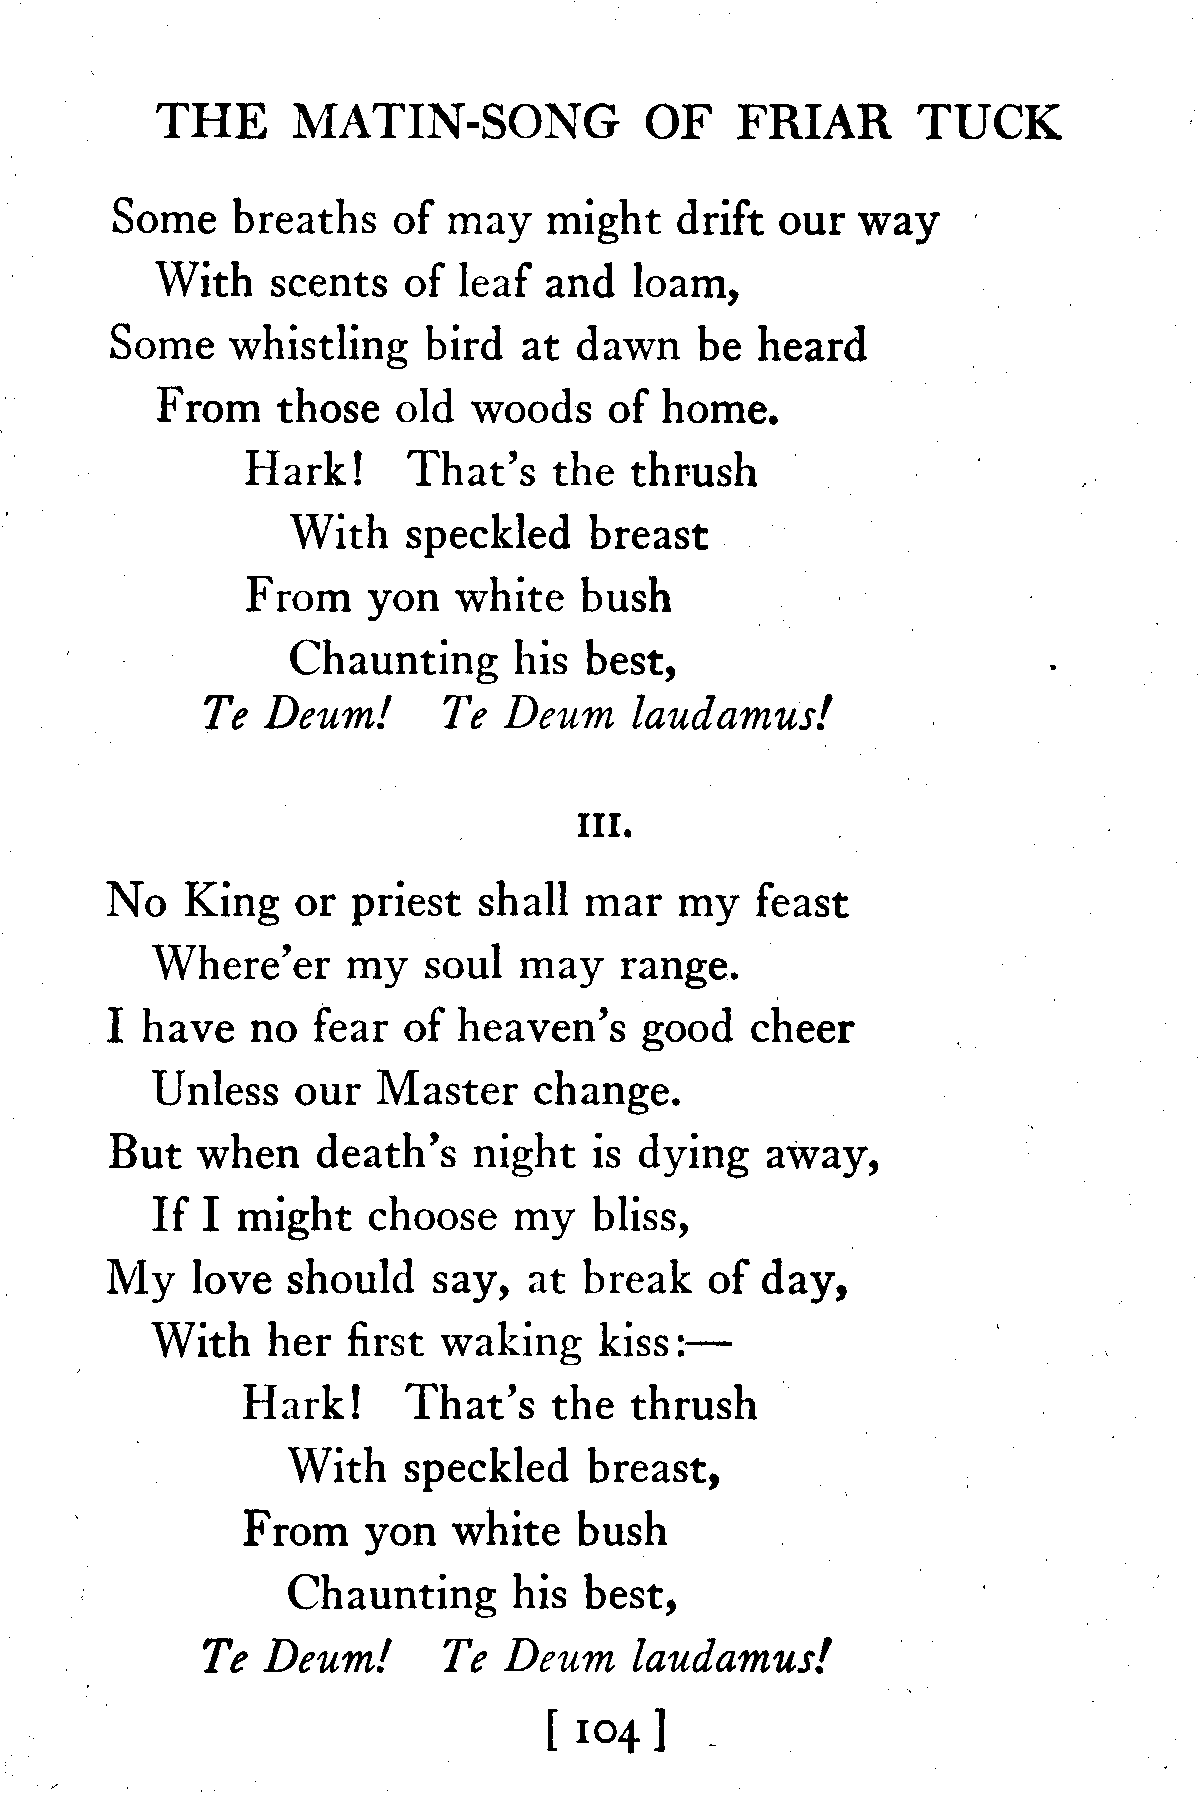 THE MATIN-SONG OF FRIAR TUCK
Some breaths of may might drift our way
With scents of leaf and loam,
Some whistling bird at dawn be heard
From those old woods of home.
Hark! That's the thrush
With speckled breast
From yon white bush
Chaunting his best,
Te Deum! Te Deum laudamus!
III.
No King or priest shall mar my feast
Where'er my soul may range.
I have no fear of heaven's good cheer
Unless our Master change.
But when death's night is dying away,
If I might choose my bliss,
My love should say, at break of day,
With her first waking kiss:—
Hark! That's the thrush
With speckled breast,
From yon white bush
Chaunting his best,
Te Deum! Te Deum laudamus!
[ 104 ]